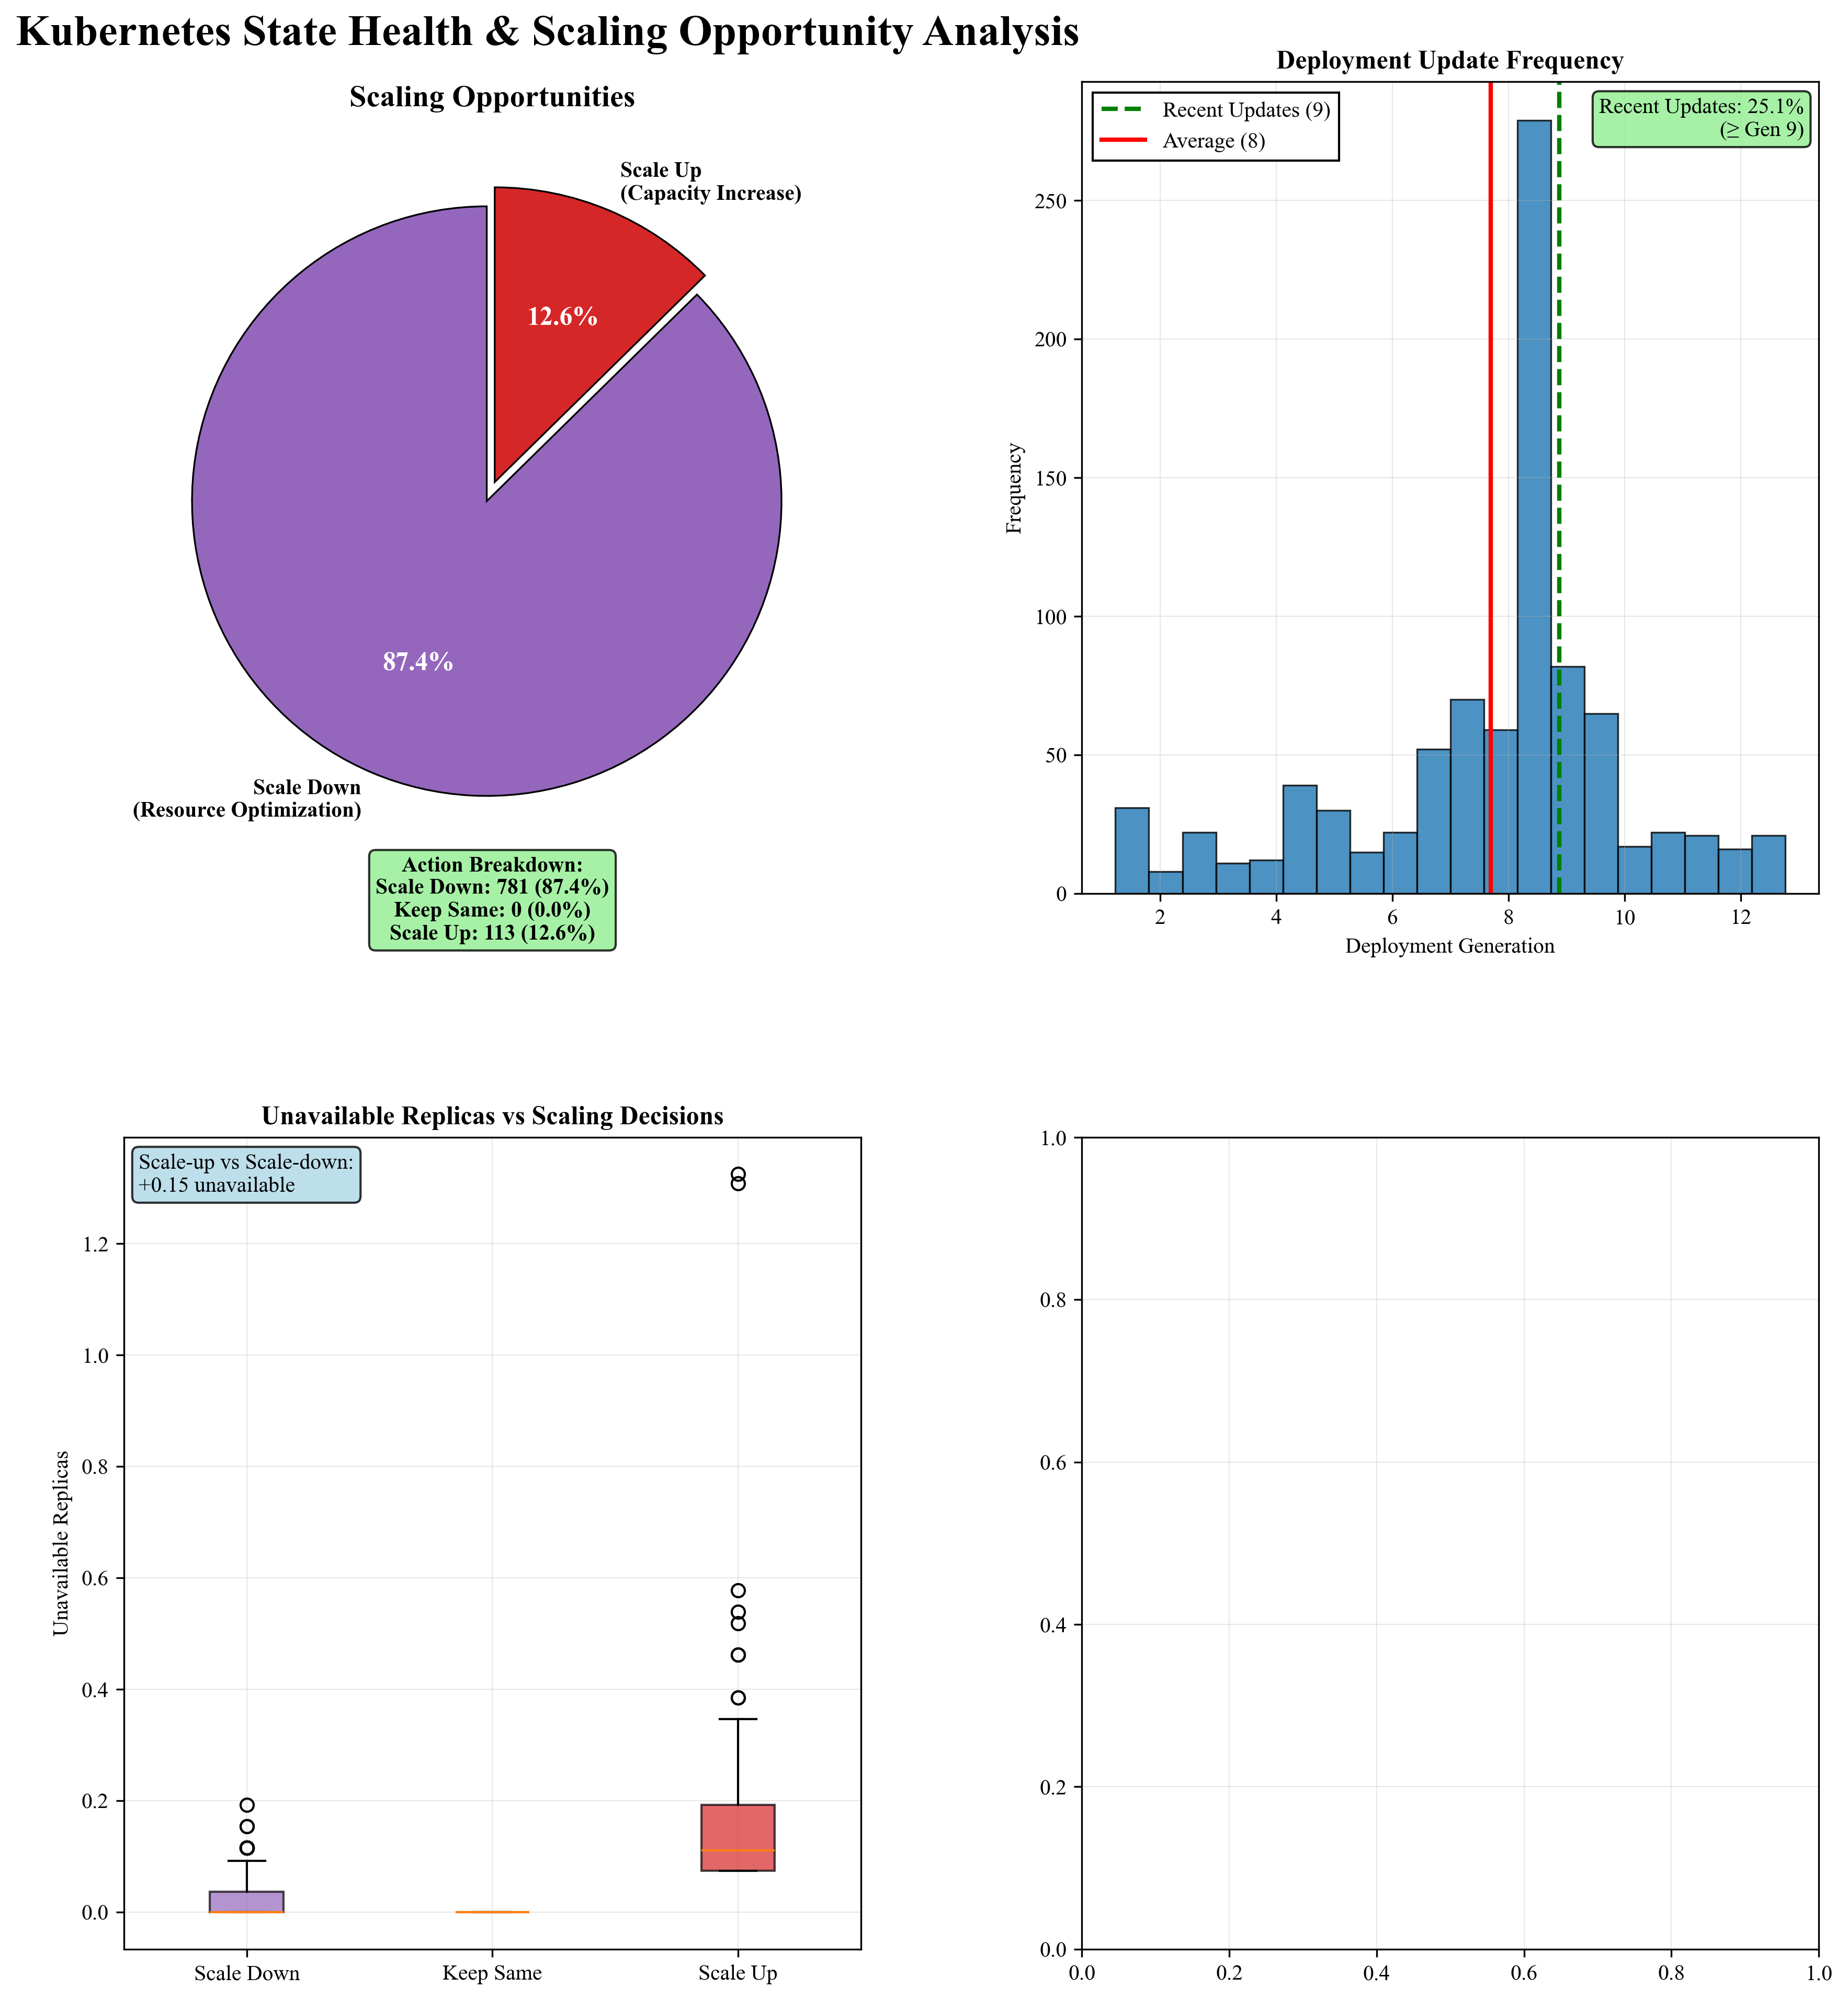 Kubernetes State Health & Scaling Opportunity Analysis
Scaling Opportunities
Scale Up
(Capacity Increase)
12.6%
87.4%
Scale Down
(Resource Optimization)
Action Breakdown:
Scale Down: 781 (87.4%)
Keep Same: 0 (0.0%)
Scale Up: 113 (12.6%)
Deployment Update Frequency
Recent Updates (9)
Average (8)
Recent Updates: 25.1%
(≥ Gen 9)
Frequency
250
200
150
100
50
0
2
4
6
8
10
12
Deployment Generation
Unavailable Replicas vs Scaling Decisions
Scale-up vs Scale-down:
+0.15 unavailable
Unavailable Replicas
1.2
1.0
0.8
0.6
0.4
0.2
0.0
Scale Down
Keep Same
Scale Up
1.0
0.8
0.6
0.4
0.2
0.0
0.0
0.2
0.4
0.6
0.8
1.0